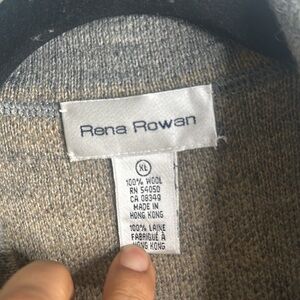 Rena Rowan
XL
100% WOOL
RN 54050
CA 08349
MADE IN
HONG KONG
100% LAINE
FABRIQUÉ À
HONG KONG